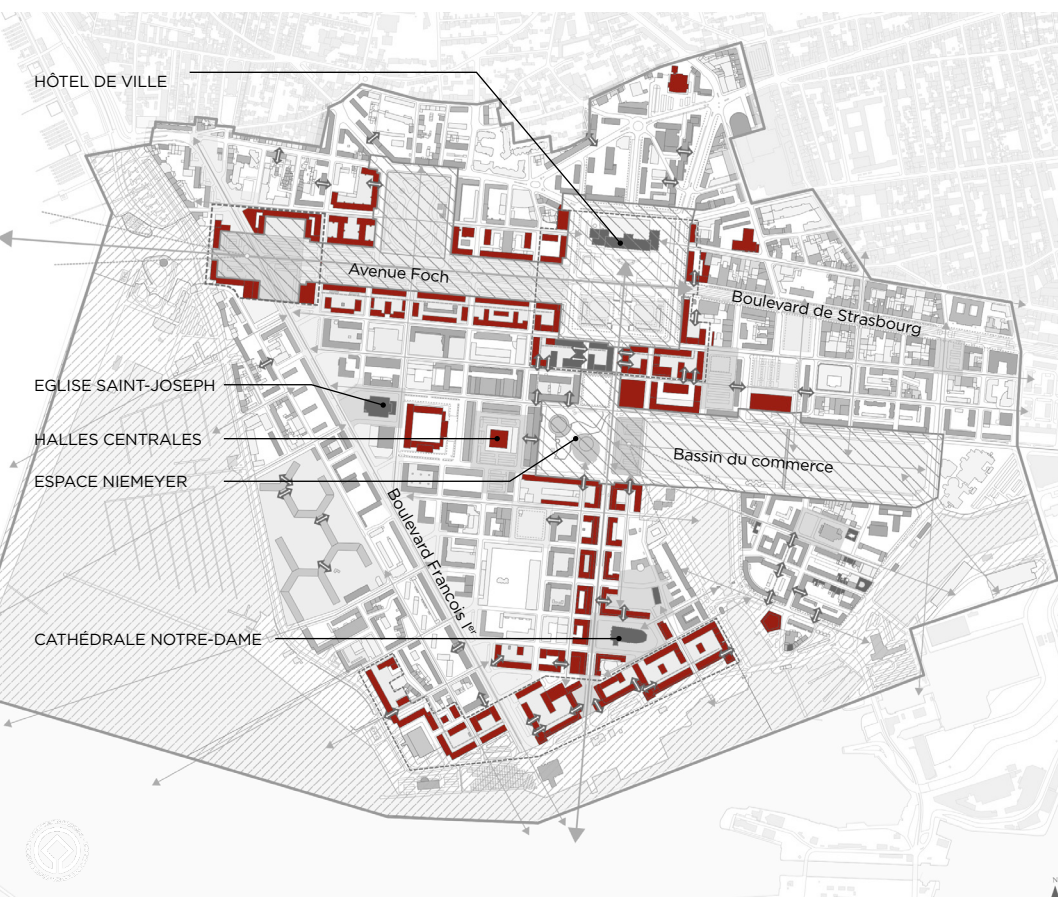 HÔTEL DE VILLE
Avenue Foch
Boulevard de Strasbourg
EGLISE SAINT-JOSEPH
HALLES CENTRALES
ESPACE NIEMEYER
Bassin du commerce
Boulevard François Iᵉʳ
CATHÉDRALE NOTRE-DAME
N